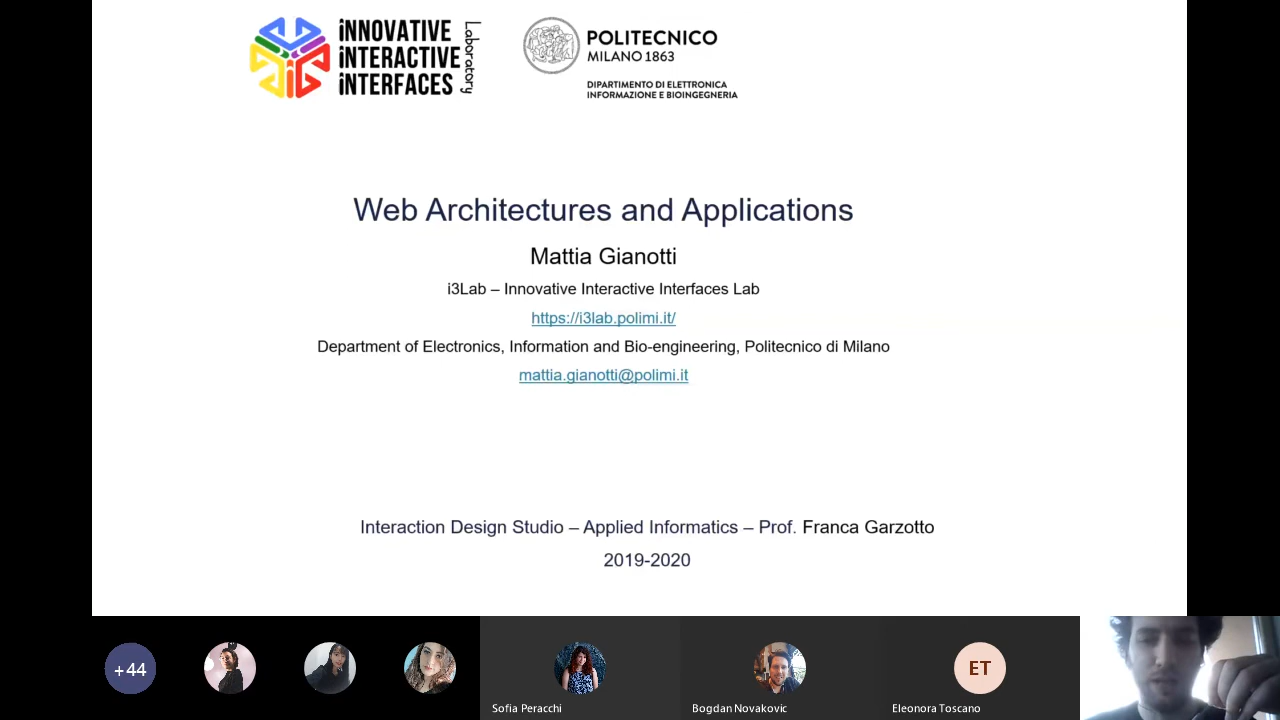 iNNOVATIVE
iNTERACTIVE
iNTERFACES
Laboratory
POLITECNICO
MILANO 1863
DIPARTIMENTO DI ELETTRONICA
INFORMAZIONE E BIOINGEGNERIA
Web Architectures and Applications
Mattia Gianotti
i3Lab – Innovative Interactive Interfaces Lab
https://i3lab.polimi.it/
Department of Electronics, Information and Bio-engineering, Politecnico di Milano
mattia.gianotti@polimi.it
Interaction Design Studio – Applied Informatics – Prof. Franca Garzotto
2019-2020
+44
ET
Sofia Peracchi
Bogdan Novakovic
Eleonora Toscano